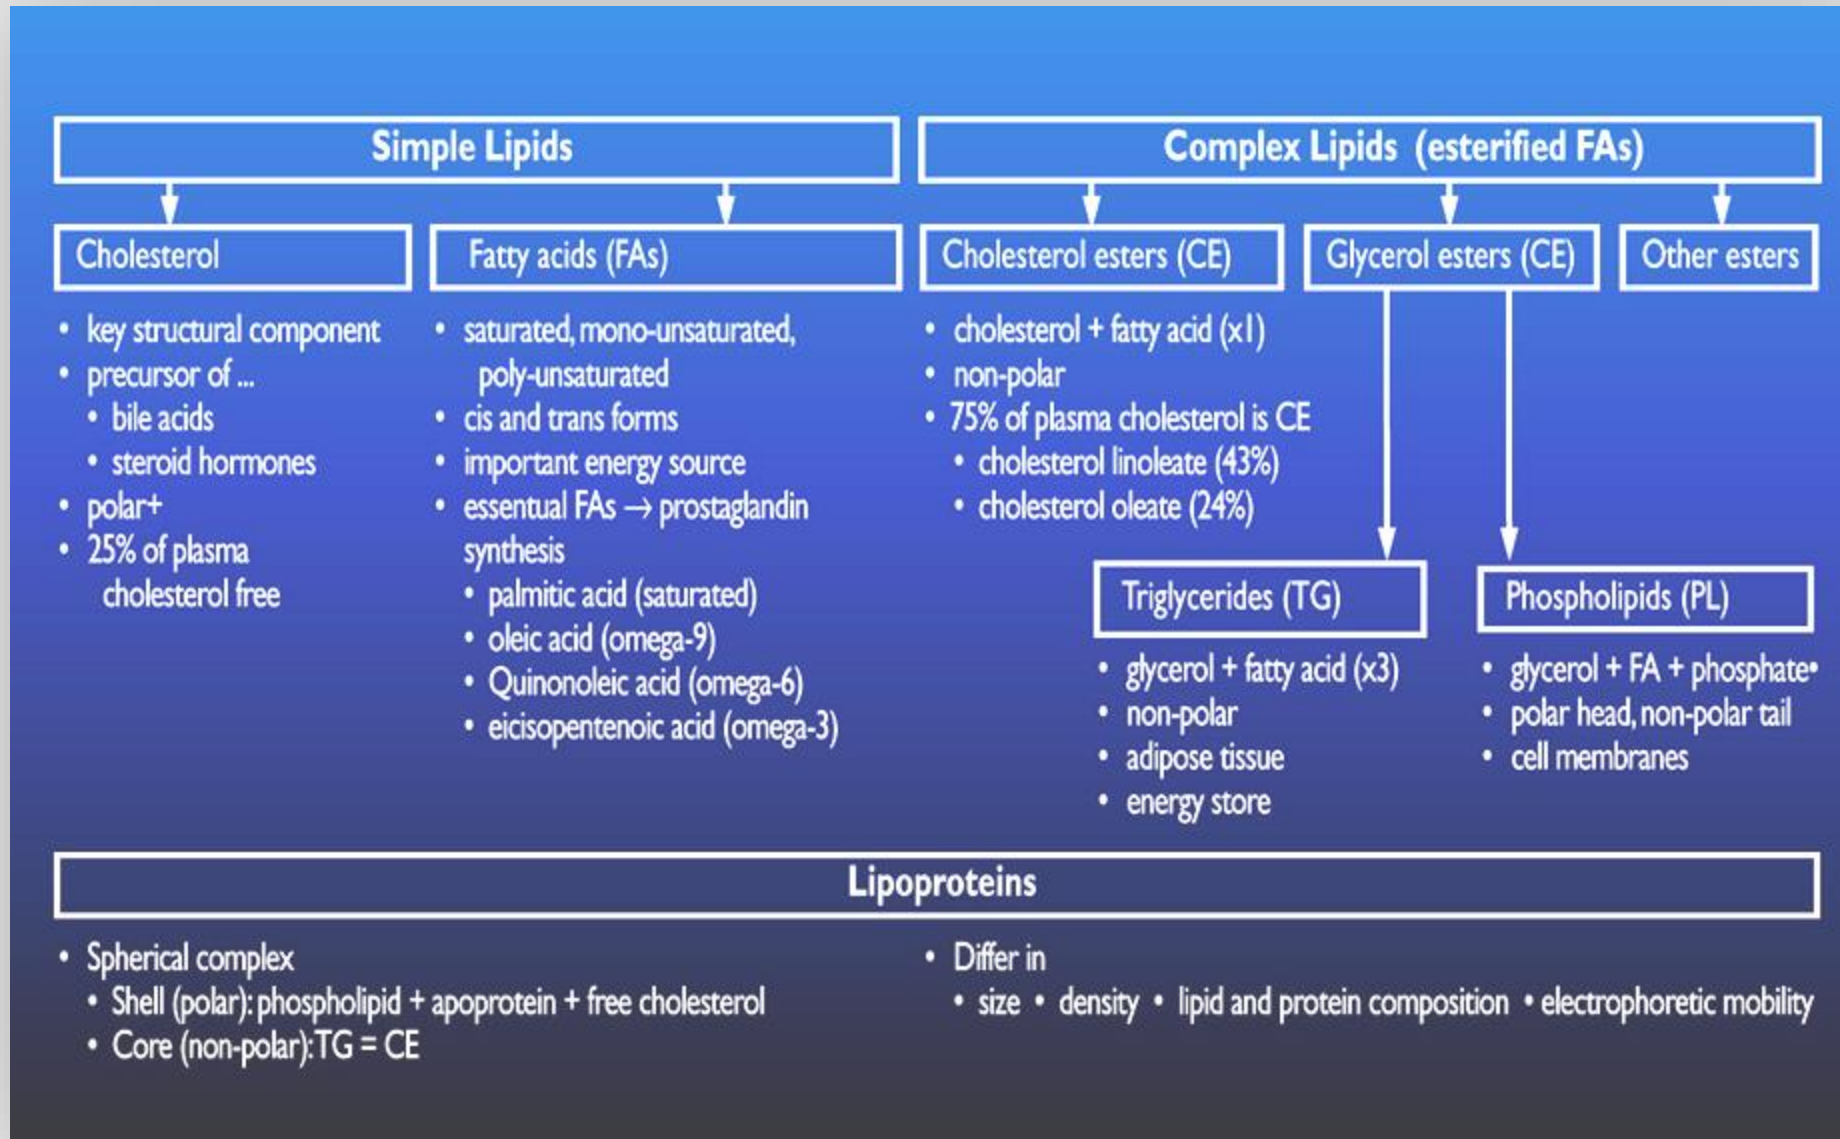 Simple Lipids
Cholesterol
• key structural component
• precursor of ...
• bile acids
• steroid hormones
• polar+
• 25% of plasma
cholesterol free
Fatty acids (FAs)
• saturated, mono-unsaturated,
poly-unsaturated
• cis and trans forms
• important energy source
• essentual FAs → prostaglandin
synthesis
• palmitic acid (saturated)
• oleic acid (omega-9)
• Quinonoleic acid (omega-6)
• eicisopentenoic acid (omega-3)
Complex Lipids (esterified FAs)
Cholesterol esters (CE)
• cholesterol + fatty acid (x1)
• non-polar
• 75% of plasma cholesterol is CE
• cholesterol linoleate (43%)
• cholesterol oleate (24%)
Glycerol esters (CE)
Other esters
Triglycerides (TG)
• glycerol + fatty acid (x3)
• non-polar
• adipose tissue
• energy store
Phospholipids (PL)
• glycerol + FA + phosphate•
• polar head, non-polar tail
• cell membranes
Lipoproteins
• Spherical complex
• Shell (polar): phospholipid + apoprotein + free cholesterol
• Core (non-polar):TG = CE
• Differ in
• size • density • lipid and protein composition • electrophoretic mobility